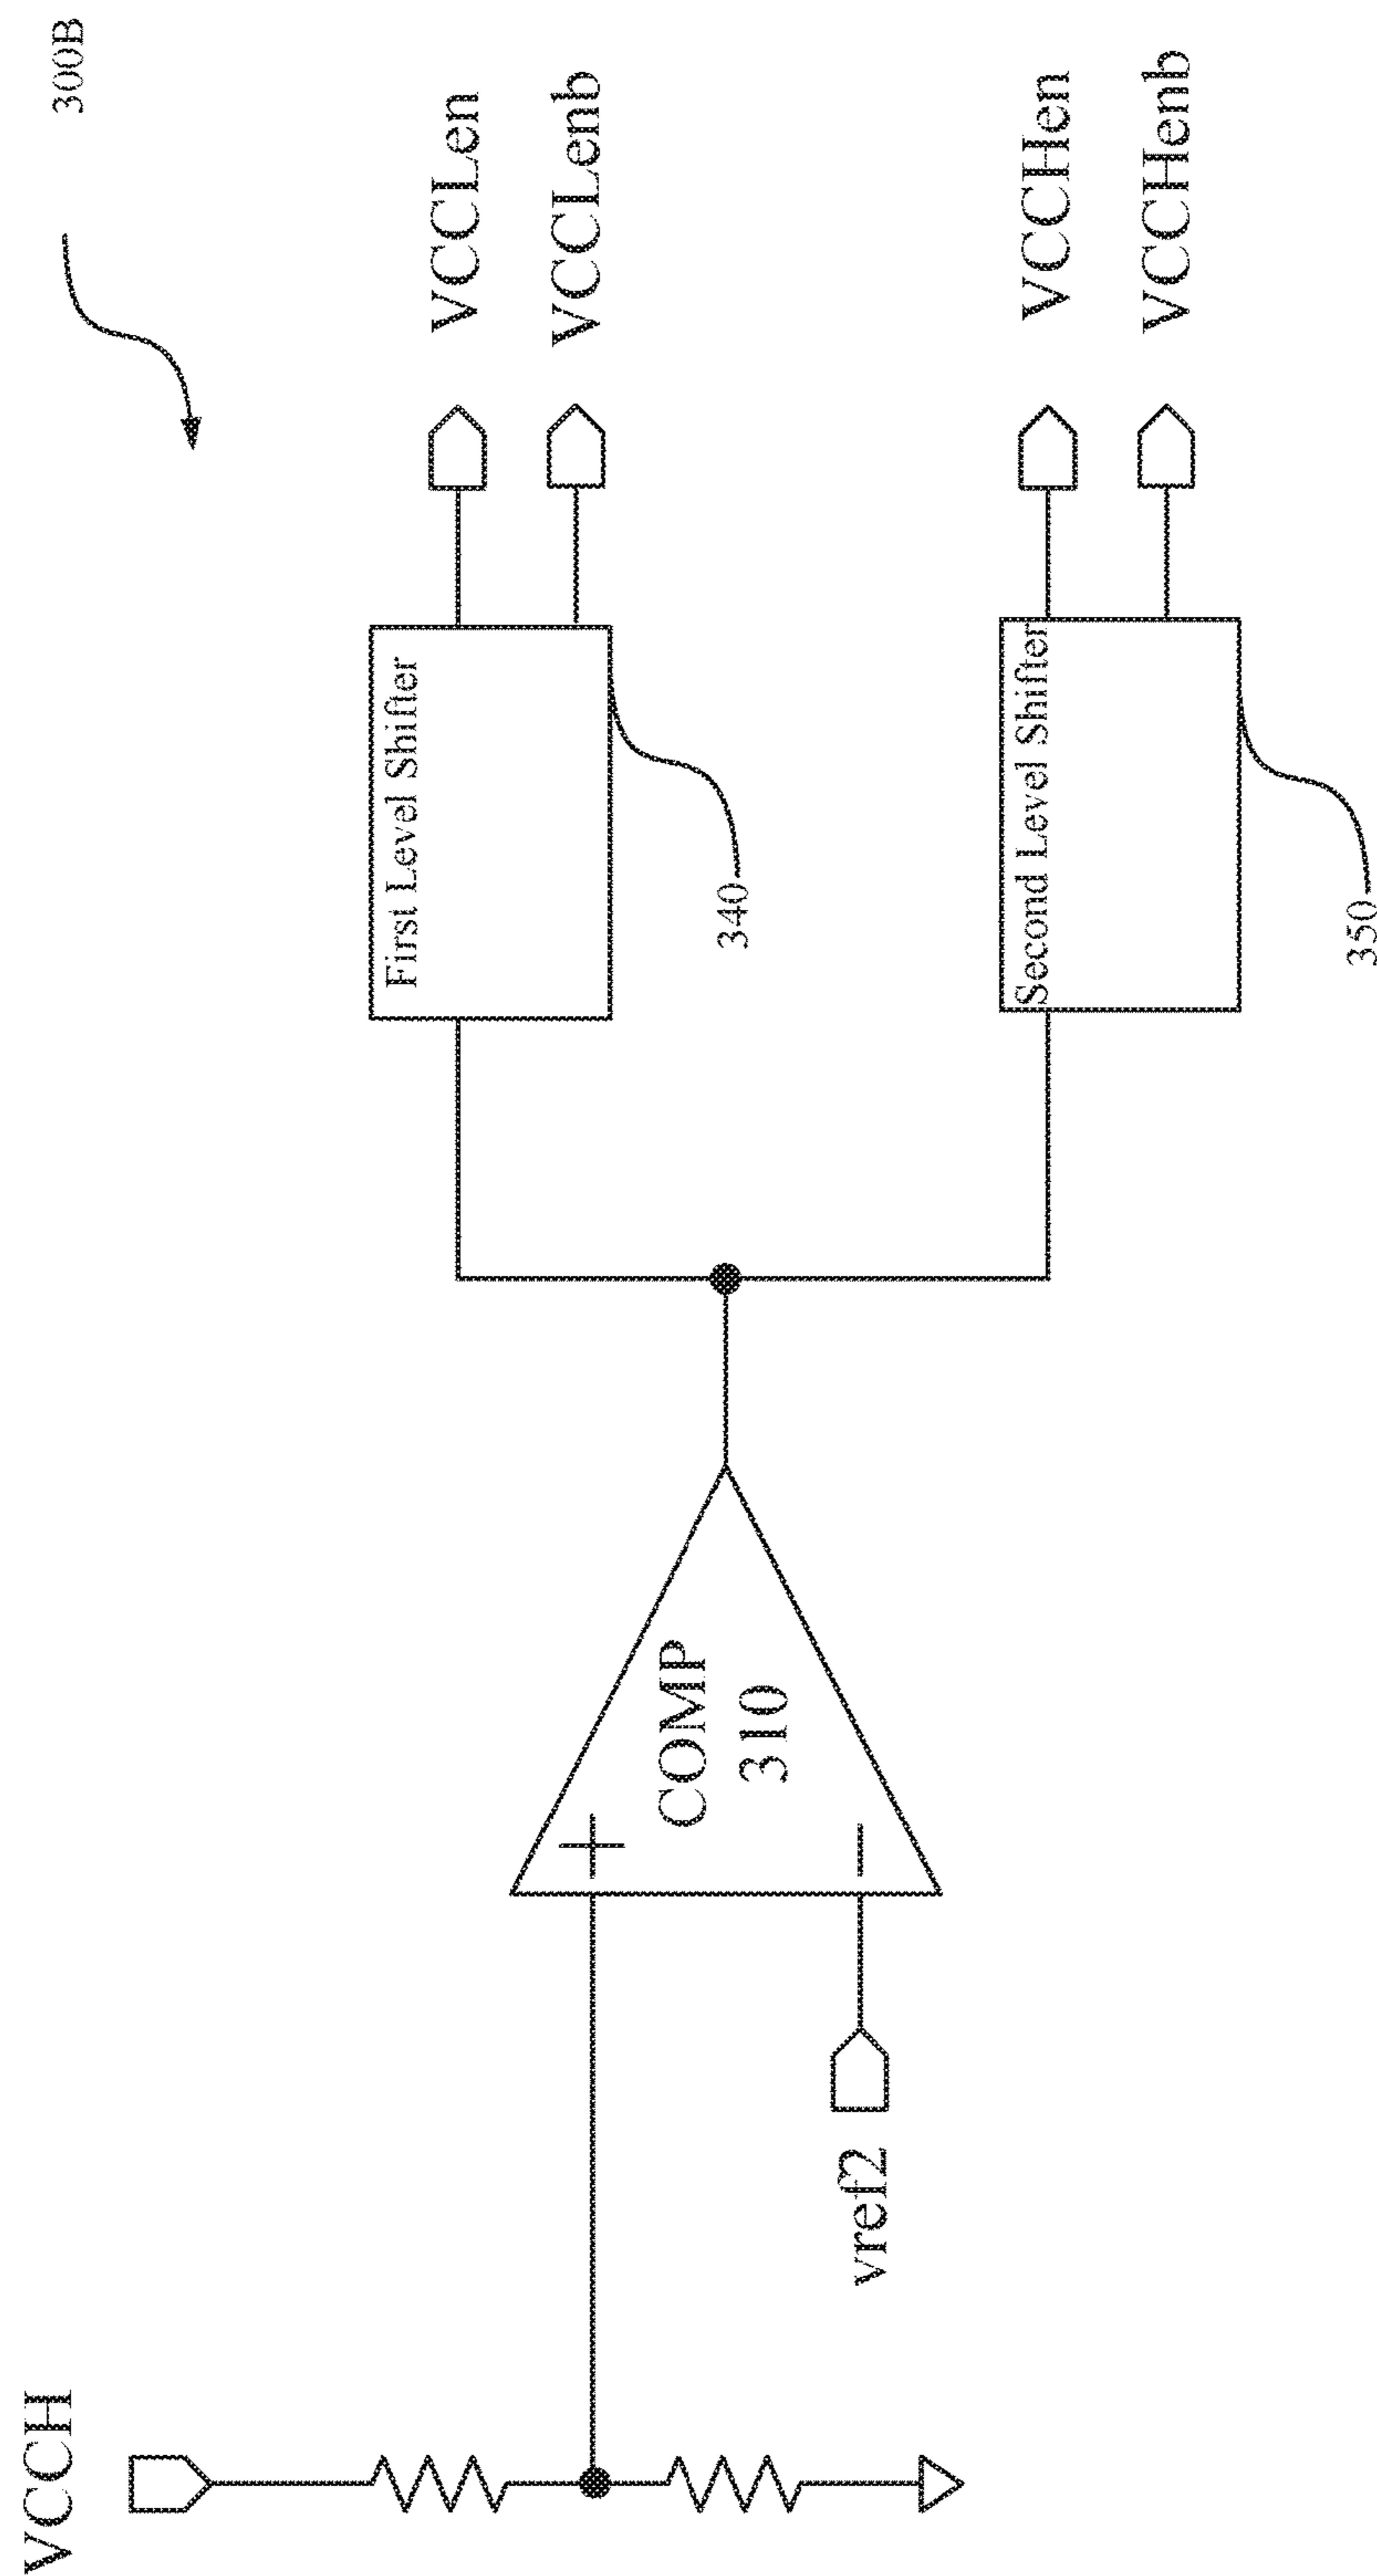 300B
VCCH
vref2
+
COMP
310
−
First Level Shifter
340
VCCLen
VCCLenb
Second Level Shifter
350
VCCHen
VCCHenb